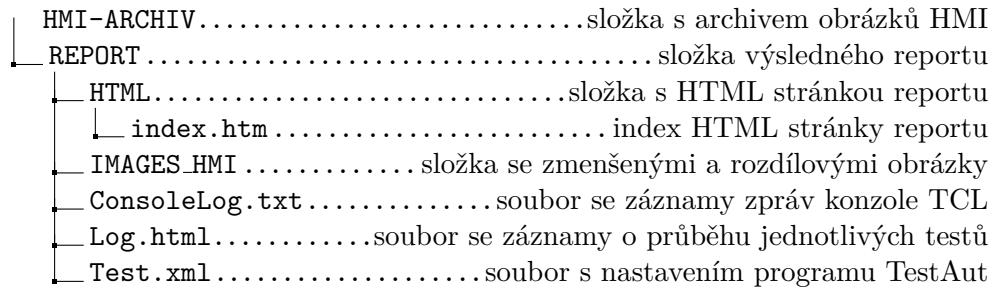 HMI-ARCHIV................................složka s archivem obrázků HMI
REPORT.....................................složka výsledného reportu
HTML...............................složka s HTML stránkou reportu
index.htm.........................index HTML stránky reportu
IMAGES_HMI.............složka se zmenšenými a rozdílovými obrázky
ConsoleLog.txt..............soubor se záznamy zpráv konzole TCL
Log.html............soubor se záznamy o průběhu jednotlivých testů
Test.xml....................soubor s nastavením programu TestAut